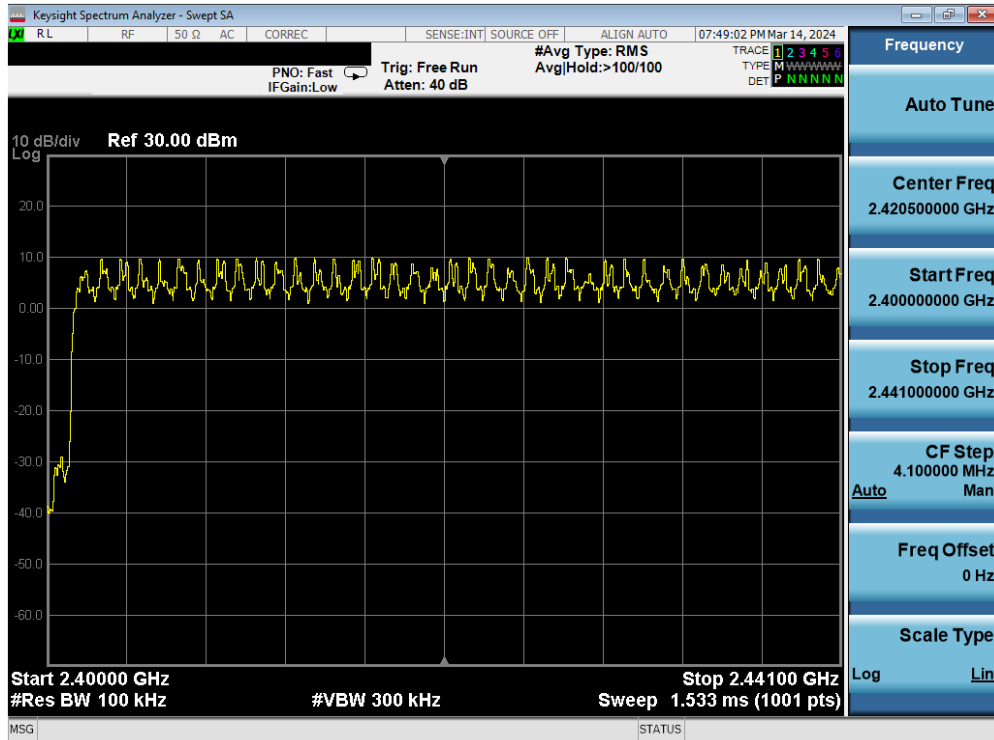 Keysight Spectrum Analyzer - Swept SA
LXI RL RF 50 Ω AC CORREC SENSE:INT SOURCE OFF ALIGN AUTO 07:49:02 PM Mar 14, 2024
#Avg Type: RMS TRACE 1 2 3 4 5 6
PNO: Fast Trig: Free Run Avg|Hold:>100/100 TYPE M WWWWW
IFGain:Low Atten: 40 dB DET P N N N N N
10 dB/div Ref 30.00 dBm
Log
20.0
10.0
0.00
-10.0
-20.0
-30.0
-40.0
-50.0
-60.0
Start 2.40000 GHz Stop 2.44100 GHz
#Res BW 100 kHz #VBW 300 kHz Sweep 1.533 ms (1001 pts)
MSG STATUS
Frequency
Auto Tune
Center Freq
2.420500000 GHz
Start Freq
2.400000000 GHz
Stop Freq
2.441000000 GHz
CF Step
4.100000 MHz
Auto Man
Freq Offset
0 Hz
Scale Type
Log Lin